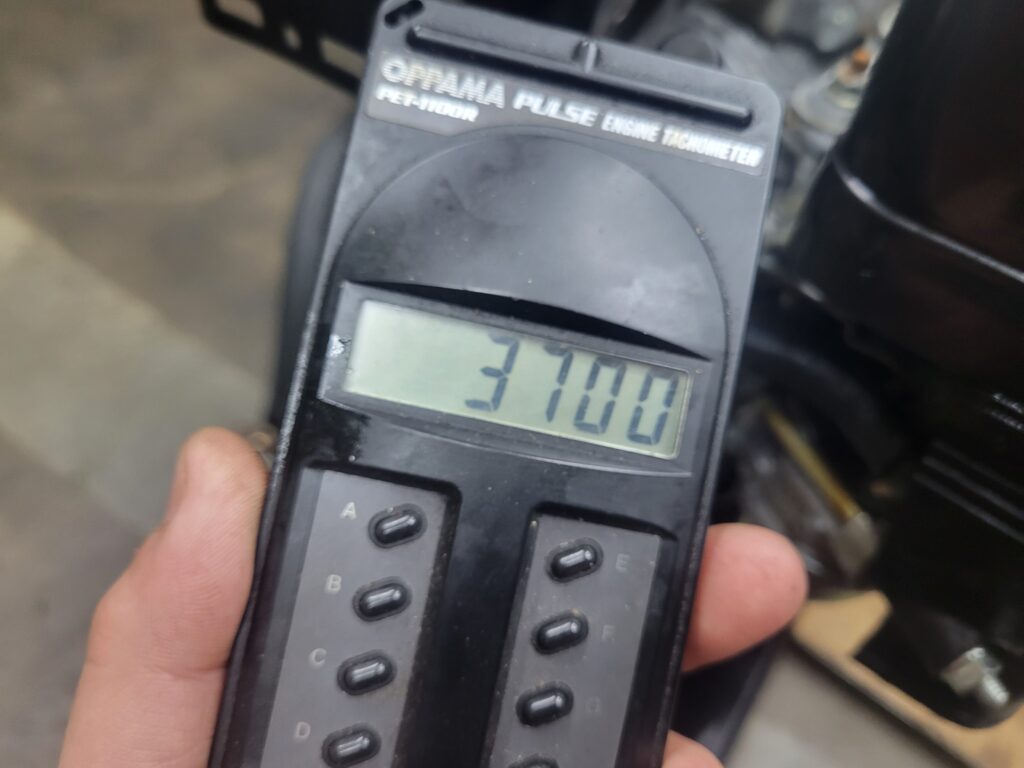 OPPAMA PULSE ENGINE TACHOMETER
PET-1100R
3700
A
E
B
F
C
G
D